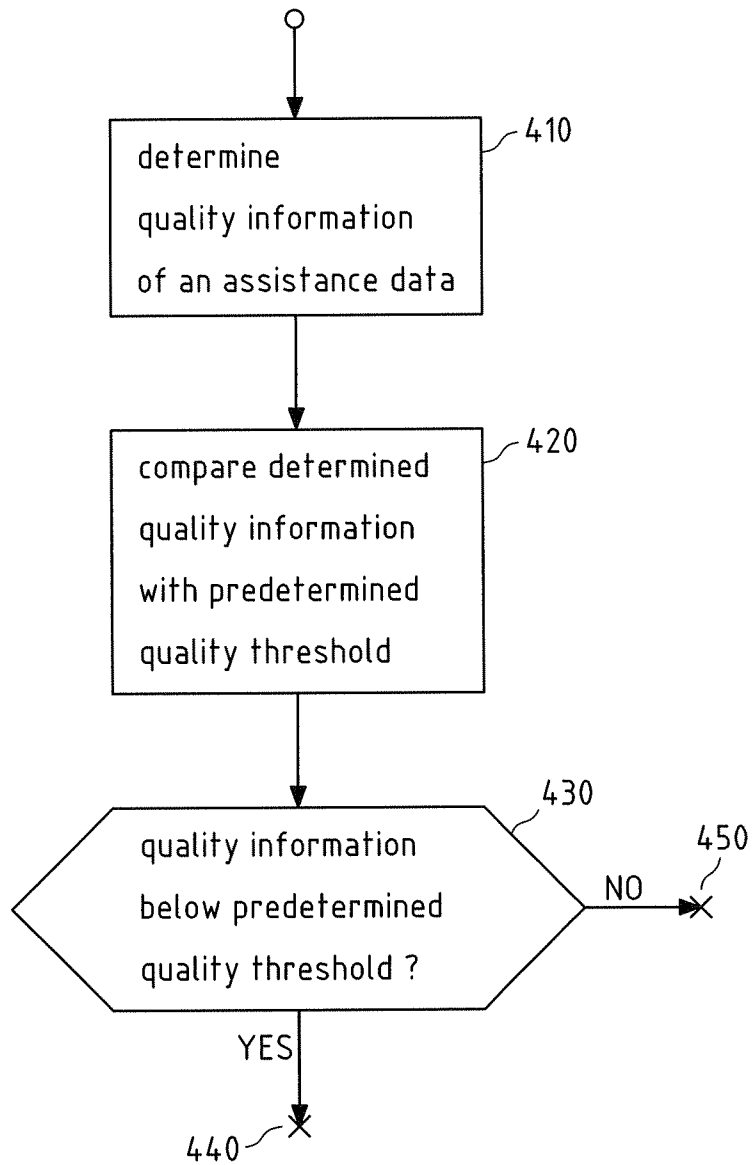 410
determine
quality information
of an assistance data
420
compare determined
quality information
with predetermined
quality threshold
430
quality information
below predetermined
quality threshold ?
NO
450
YES
440